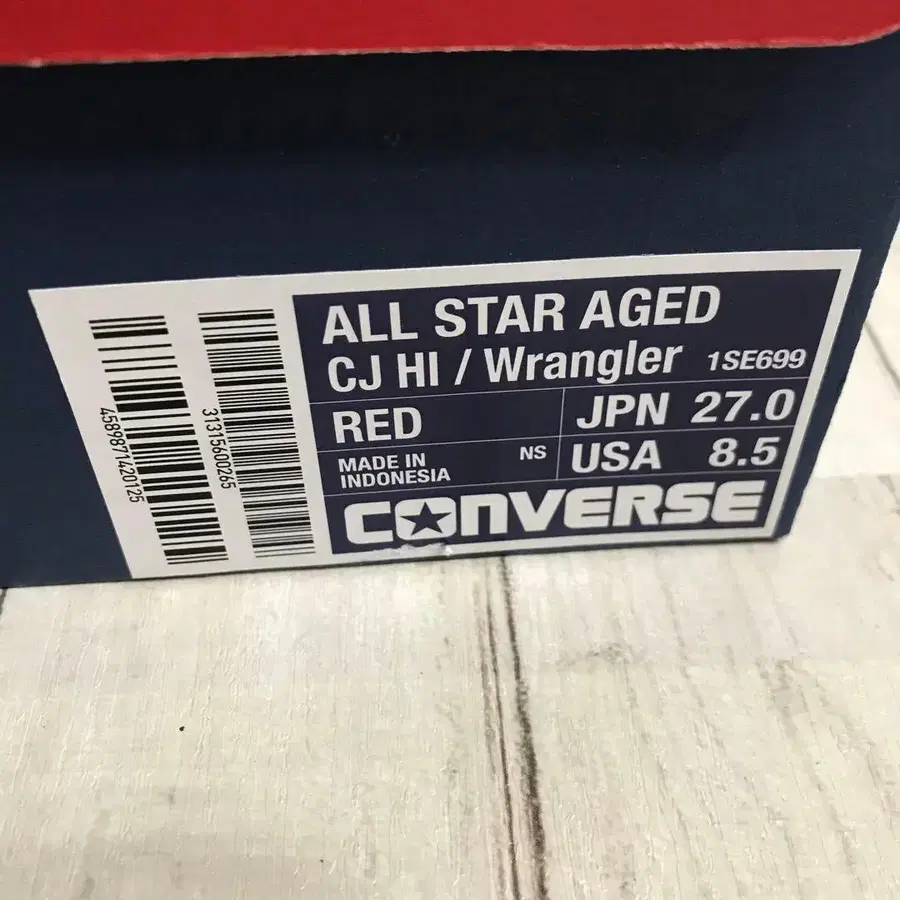 ALL STAR AGED
CJ HI / Wrangler 1SE699
RED JPN 27.0
MADE IN INDONESIA NS USA 8.5
CONVERSE
4589871420125
31315600265